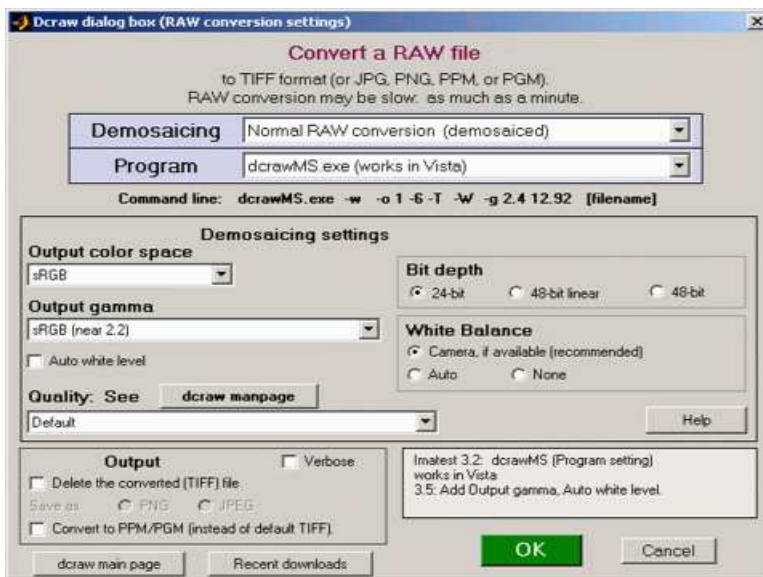 Dcraw dialog box (RAW conversion settings)
Convert a RAW file
to TIFF format (or JPG, PNG, PPM, or PGM).
RAW conversion may be slow: as much as a minute.
Demosaicing Normal RAW conversion (demosaiced)
Program dcrawMS.exe (works in Vista)
Command line: dcrawMS.exe -w -o 1 -6 -T -W -g 2.4 12.92 [filename]
Demosaicing settings
Output color space
sRGB
Output gamma
sRGB (near 2.2)
Auto white level
Quality: See dcraw manpage
Default
Bit depth
24-bit 48-bit linear 48-bit
White Balance
Camera, if available (recommended)
Auto None
Help
Output Verbose
Delete the converted (TIFF) file
Save as PNG JPEG
Convert to PPM/PGM (instead of default TIFF).
Imatest 3.2: dcrawMS (Program setting)
works in Vista
3.5: Add Output gamma, Auto white level.
dcraw main page Recent downloads
OK Cancel